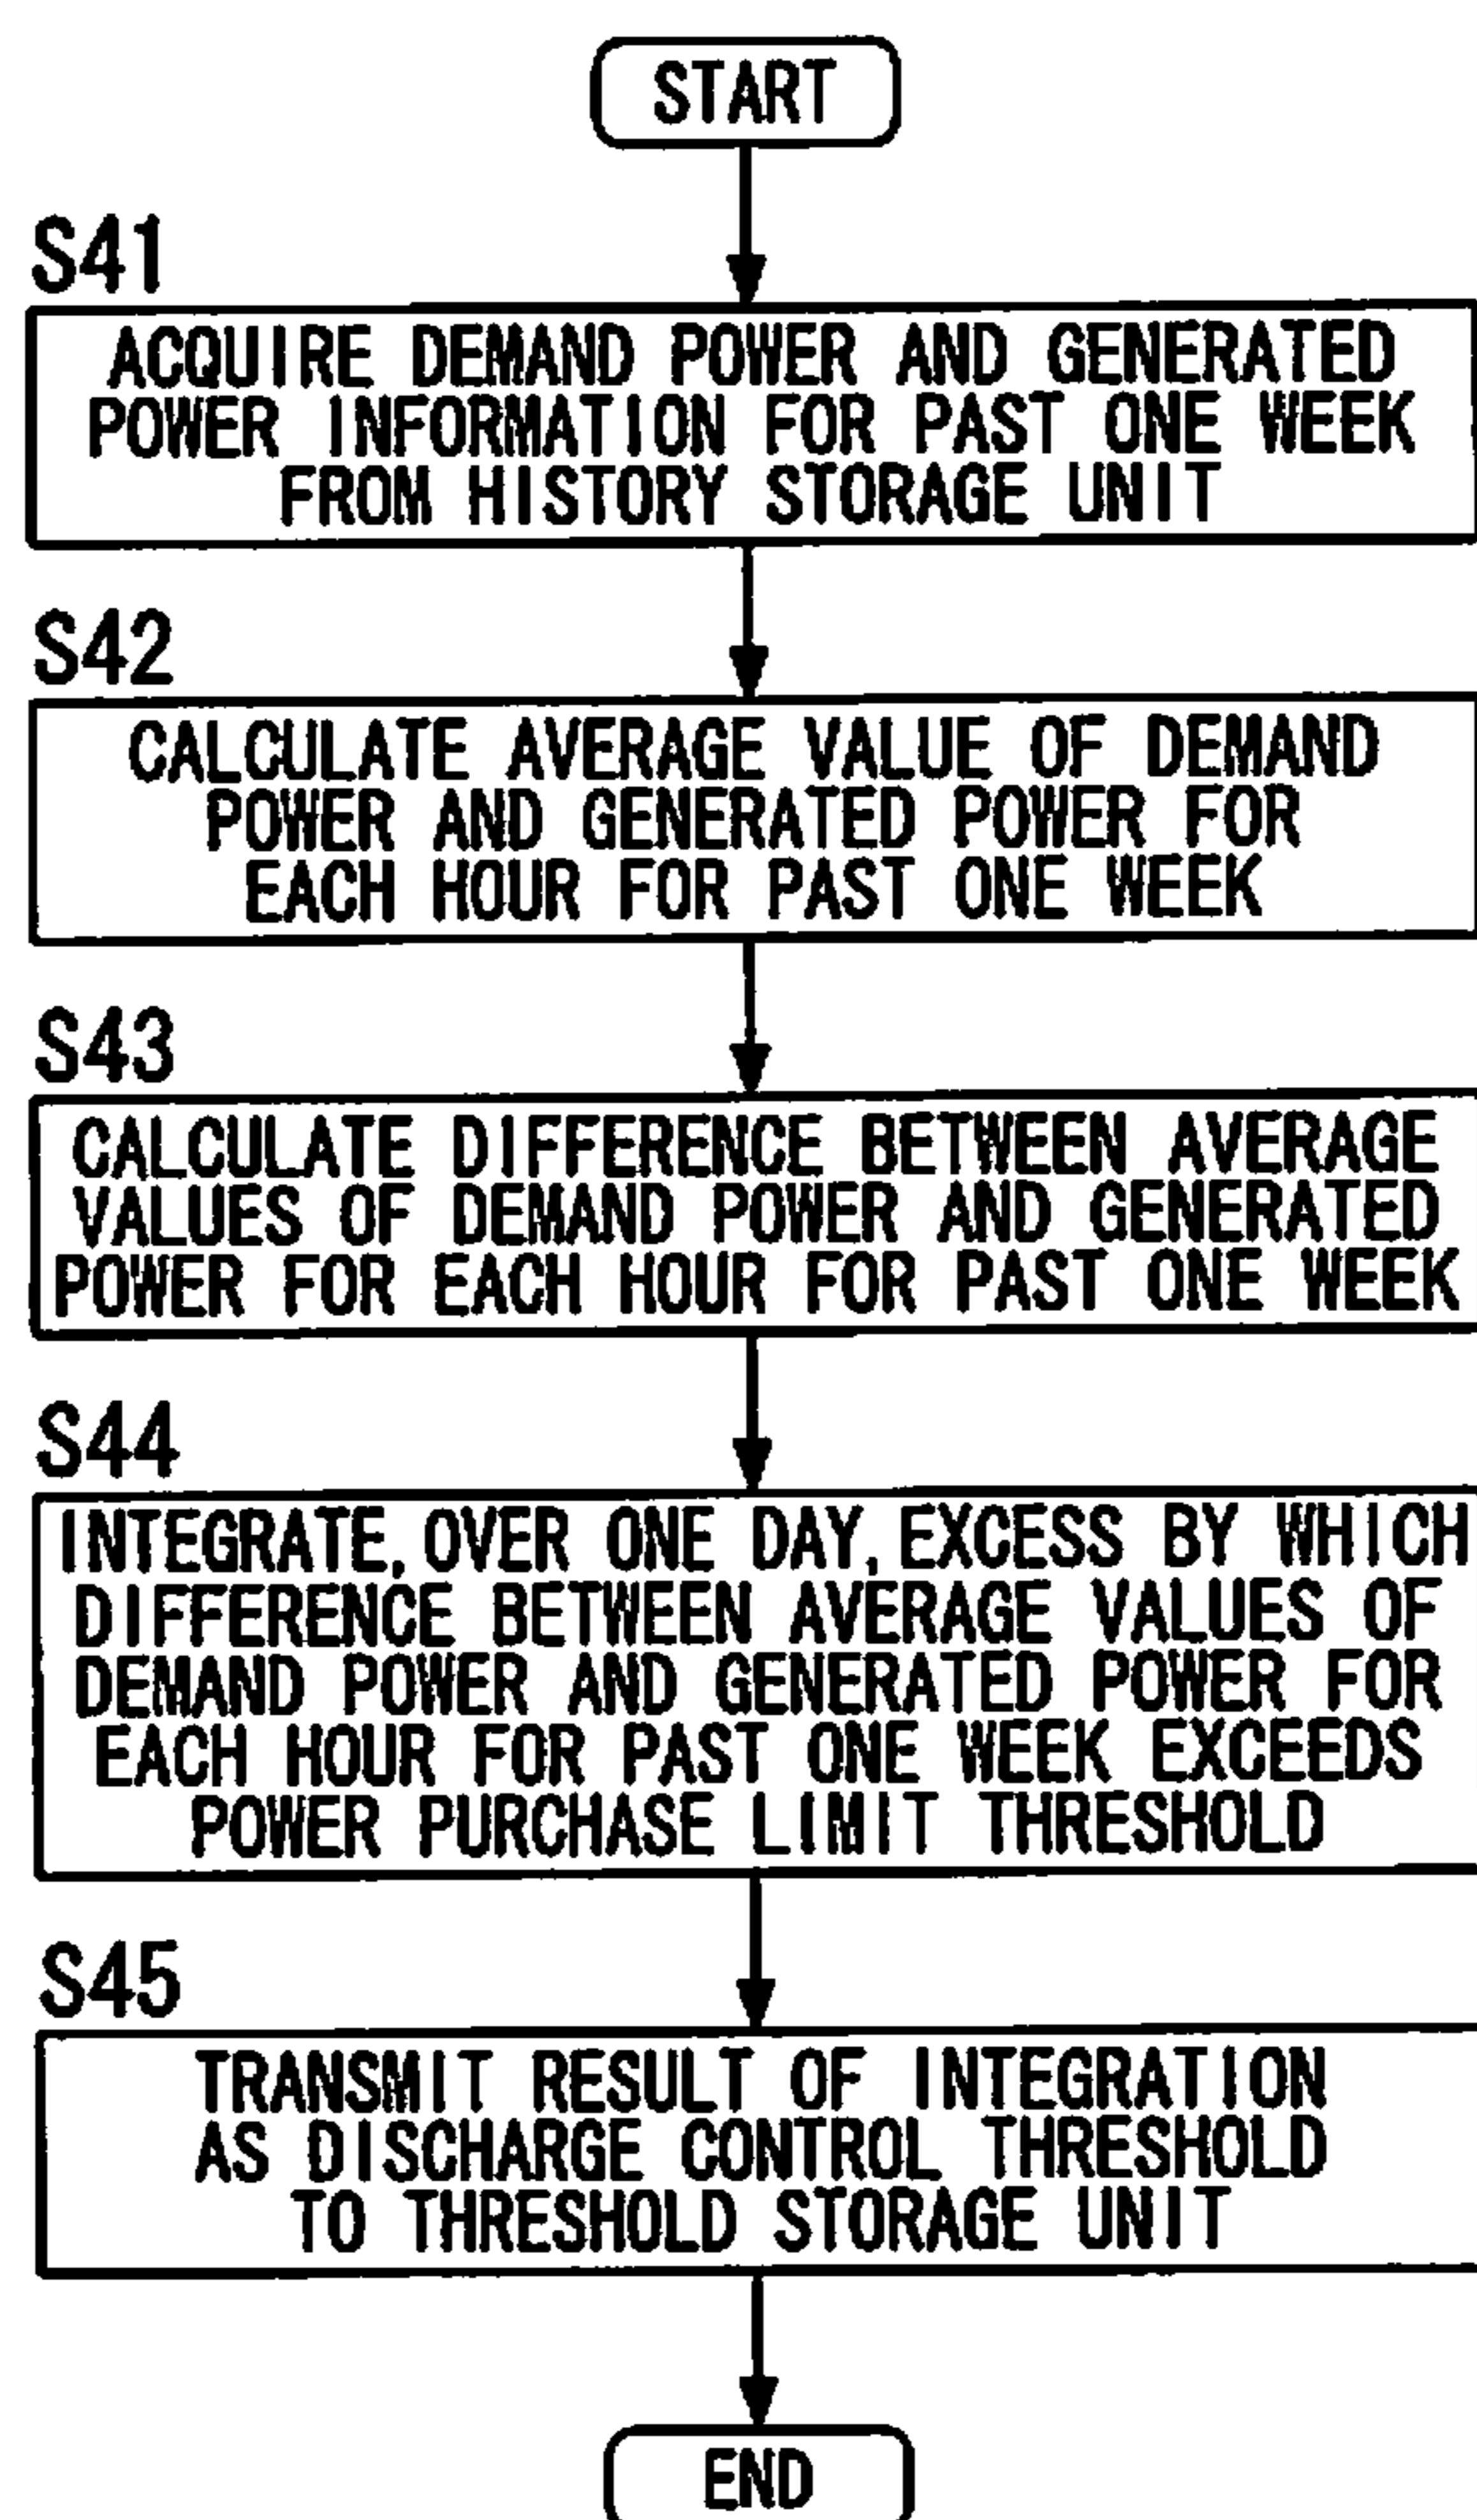 START
S41
ACQUIRE DEMAND POWER AND GENERATED
POWER INFORMATION FOR PAST ONE WEEK
FROM HISTORY STORAGE UNIT
S42
CALCULATE AVERAGE VALUE OF DEMAND
POWER AND GENERATED POWER FOR
EACH HOUR FOR PAST ONE WEEK
S43
CALCULATE DIFFERENCE BETWEEN AVERAGE
VALUES OF DEMAND POWER AND GENERATED
POWER FOR EACH HOUR FOR PAST ONE WEEK
S44
INTEGRATE, OVER ONE DAY, EXCESS BY WHICH
DIFFERENCE BETWEEN AVERAGE VALUES OF
DEMAND POWER AND GENERATED POWER FOR
EACH HOUR FOR PAST ONE WEEK EXCEEDS
POWER PURCHASE LIMIT THRESHOLD
S45
TRANSMIT RESULT OF INTEGRATION
AS DISCHARGE CONTROL THRESHOLD
TO THRESHOLD STORAGE UNIT
END